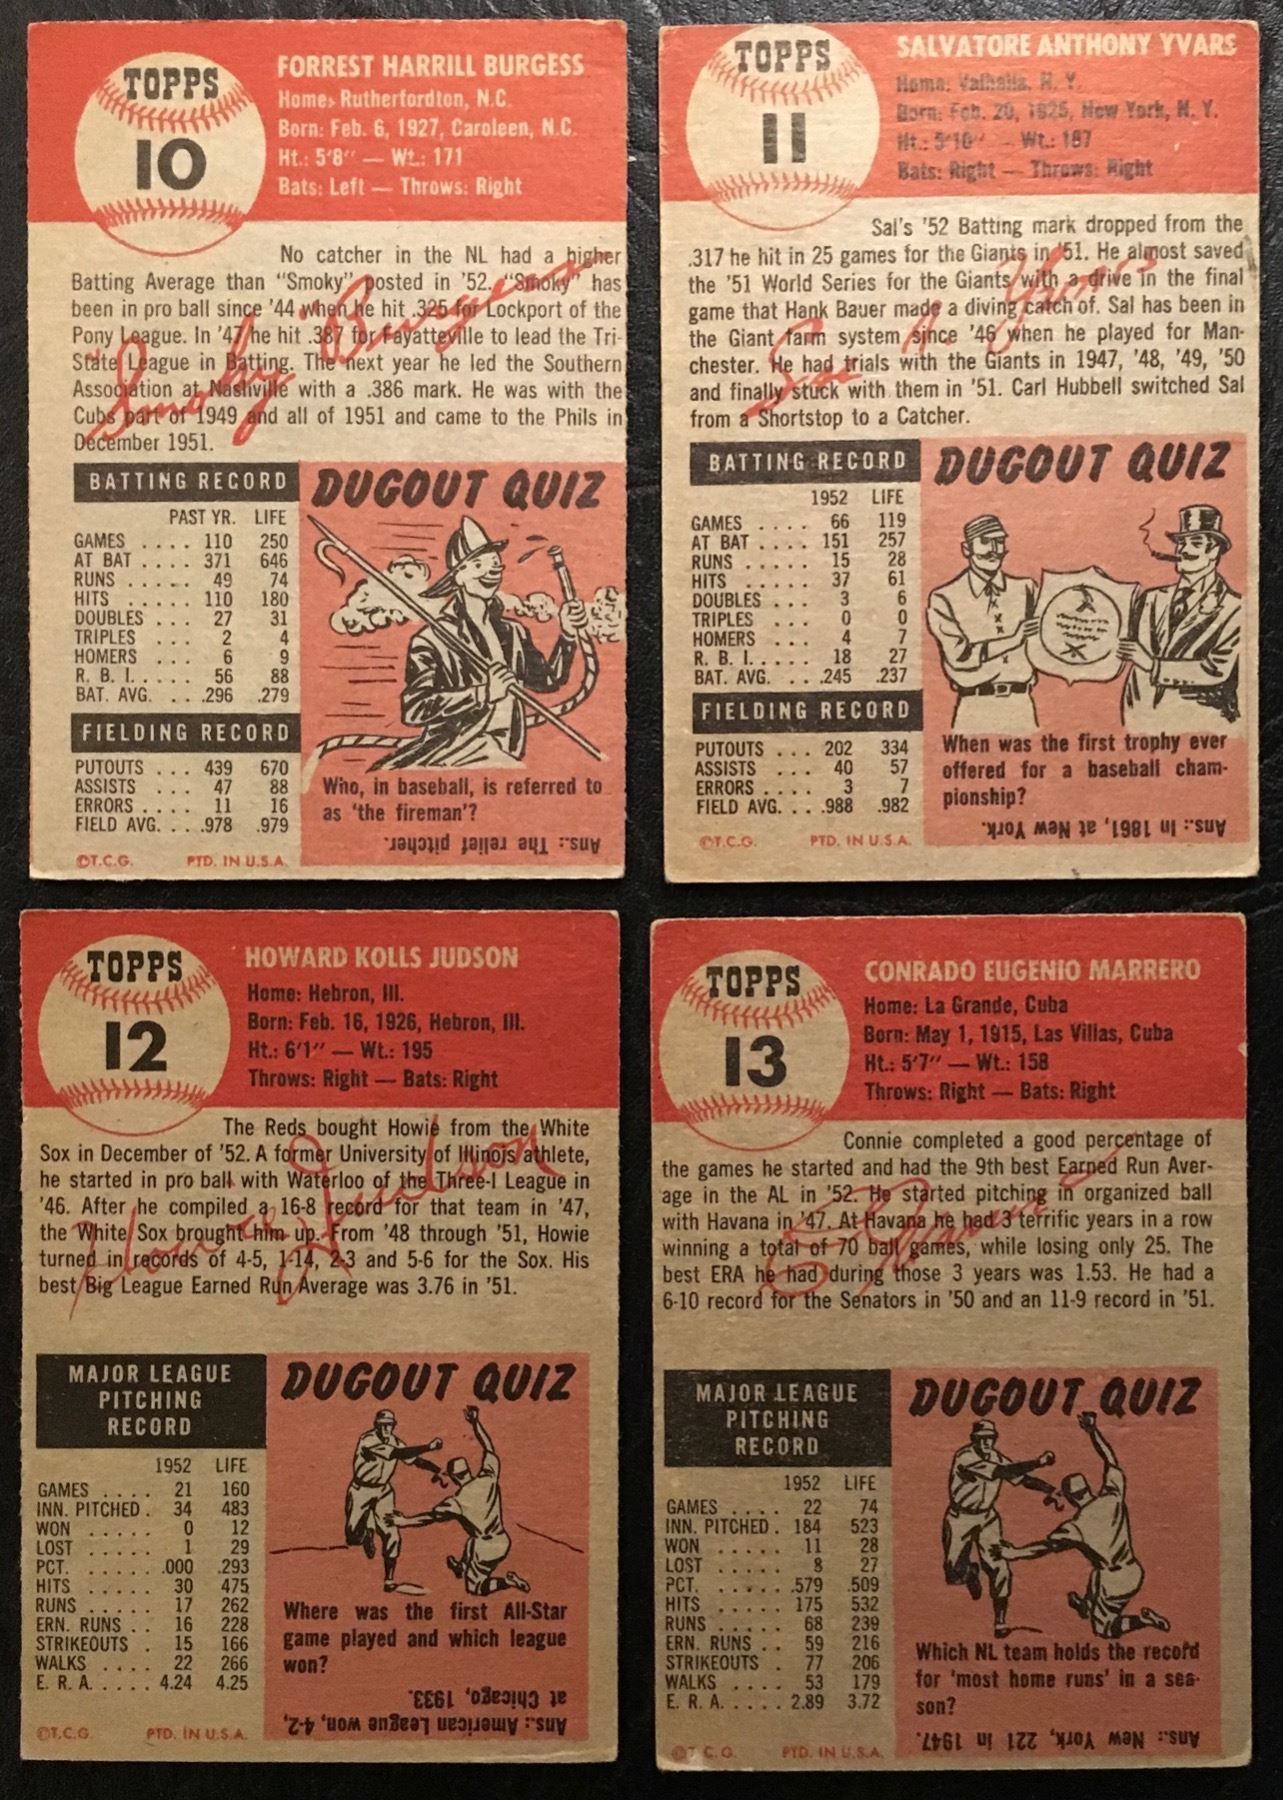 TOPPS
10
FORREST HARRILL BURGESS
Home: Rutherfordton, N.C.
Born: Feb. 6, 1927, Caroleen, N.C.
Ht.: 5'8" — Wt.: 171
Bats: Left — Throws: Right
No catcher in the NL had a higher
Batting Average than "Smoky" posted in '52. "Smoky" has
been in pro ball since '44 when he hit .325 for Lockport of the
Pony League. In '47 he hit .387 for Fayatteville to lead the Tri-
State League in Batting. The next year he led the Southern
Association at Nashville with a .386 mark. He was with the
Cubs part of 1949 and all of 1951 and came to the Phils in
December 1951.
Smoky Burgess
BATTING RECORD
PAST YR. LIFE
GAMES .... 110 250
AT BAT .... 371 646
RUNS .... 49 74
HITS ..... 110 180
DOUBLES ... 27 31
TRIPLES ... 2 4
HOMERS ... 6 9
R. B. I. .... 56 88
BAT. AVG. ... .296 .279
FIELDING RECORD
PUTOUTS ... 439 670
ASSISTS ... 47 88
ERRORS .... 11 16
FIELD AVG. ... .978 .979
©T.C.G. PTD. IN U.S.A.
DUGOUT QUIZ
Who, in baseball, is referred to
as 'the fireman'?
Ans.: The relief pitcher.
TOPPS
11
SALVATORE ANTHONY YVARS
Home: Valhalla, N. Y.
Born: Feb. 20, 1925, New York, N. Y.
Ht.: 5'10" — Wt.: 187
Bats: Right — Throws: Right
Sal's '52 Batting mark dropped from the
.317 he hit in 25 games for the Giants in '51. He almost saved
the '51 World Series for the Giants with a drive in the final
game that Hank Bauer made a diving catch of. Sal has been in
the Giant farm system since '46 when he played for Man-
chester. He had trials with the Giants in 1947, '48, '49, '50
and finally stuck with them in '51. Carl Hubbell switched Sal
from a Shortstop to a Catcher.
BATTING RECORD
1952 LIFE
GAMES .... 66 119
AT BAT .... 151 257
RUNS .... 15 28
HITS .... 37 61
DOUBLES ... 3 6
TRIPLES ... 0 0
HOMERS ... 4 7
R. B. I. .... 18 27
BAT. AVG. ... .245 .237
FIELDING RECORD
PUTOUTS ... 202 334
ASSISTS ... 40 57
ERRORS .... 3 7
FIELD AVG. ... .988 .982
©T.C.G. PTD. IN U.S.A.
DUGOUT QUIZ
When was the first trophy ever
offered for a baseball cham-
pionship?
Ans.: In 1861, at New York.
TOPPS
12
HOWARD KOLLS JUDSON
Home: Hebron, Ill.
Born: Feb. 16, 1926, Hebron, Ill.
Ht.: 6'1" — Wt.: 195
Throws: Right — Bats: Right
The Reds bought Howie from the White
Sox in December of '52. A former University of Illinois athlete,
he started in pro ball with Waterloo of the Three-I League in
'46. After he compiled a 16-8 record for that team in '47,
the White Sox brought him up. From '48 through '51, Howie
turned in records of 4-5, 1-14, 2-3 and 5-6 for the Sox. His
best Big League Earned Run Average was 3.76 in '51.
Howard Judson
MAJOR LEAGUE
PITCHING
RECORD
1952 LIFE
GAMES .... 21 160
INN. PITCHED . 34 483
WON ..... 0 12
LOST ..... 1 29
PCT. ..... .000 .293
HITS ..... 30 475
RUNS ..... 17 262
ERN. RUNS .. 16 228
STRIKEOUTS . 15 166
WALKS .... 22 266
E. R. A. .... 4.24 4.25
©T.C.G. PTD. IN U.S.A.
DUGOUT QUIZ
Where was the first All-Star
game played and which league
won?
Ans.: American League won, 4-2,
at Chicago, 1933.
TOPPS
13
CONRADO EUGENIO MARRERO
Home: La Grande, Cuba
Born: May 1, 1915, Las Villas, Cuba
Ht.: 5'7" — Wt.: 158
Throws: Right — Bats: Right
Connie completed a good percentage of
the games he started and had the 9th best Earned Run Aver-
age in the AL in '52. He started pitching in organized ball
with Havana in '47. At Havana he had 3 terrific years in a row
winning a total of 70 ball games, while losing only 25. The
best ERA he had during those 3 years was 1.53. He had a
6-10 record for the Senators in '50 and an 11-9 record in '51.
MAJOR LEAGUE
PITCHING
RECORD
1952 LIFE
GAMES .... 22 74
INN. PITCHED . 184 523
WON ..... 11 28
LOST ..... 8 27
PCT. ..... .579 .509
HITS ..... 175 532
RUNS ..... 68 239
ERN. RUNS .. 59 216
STRIKEOUTS . 77 206
WALKS .... 53 179
E. R. A. .... 2.89 3.72
©T.C.G. PTD. IN U.S.A.
DUGOUT QUIZ
Which NL team holds the record
for 'most home runs' in a sea-
son?
Ans.: New York, 221 in 1947.